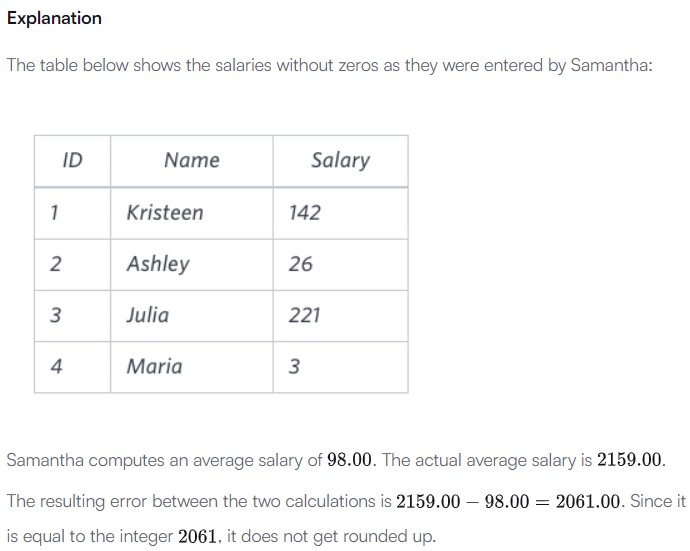 Explanation
The table below shows the salaries without zeros as they were entered by Samantha:
ID Name Salary
1 Kristeen 142
2 Ashley 26
3 Julia 221
4 Maria 3
Samantha computes an average salary of 98.00. The actual average salary is 2159.00.
The resulting error between the two calculations is 2159.00 − 98.00 = 2061.00. Since it
is equal to the integer 2061, it does not get rounded up.